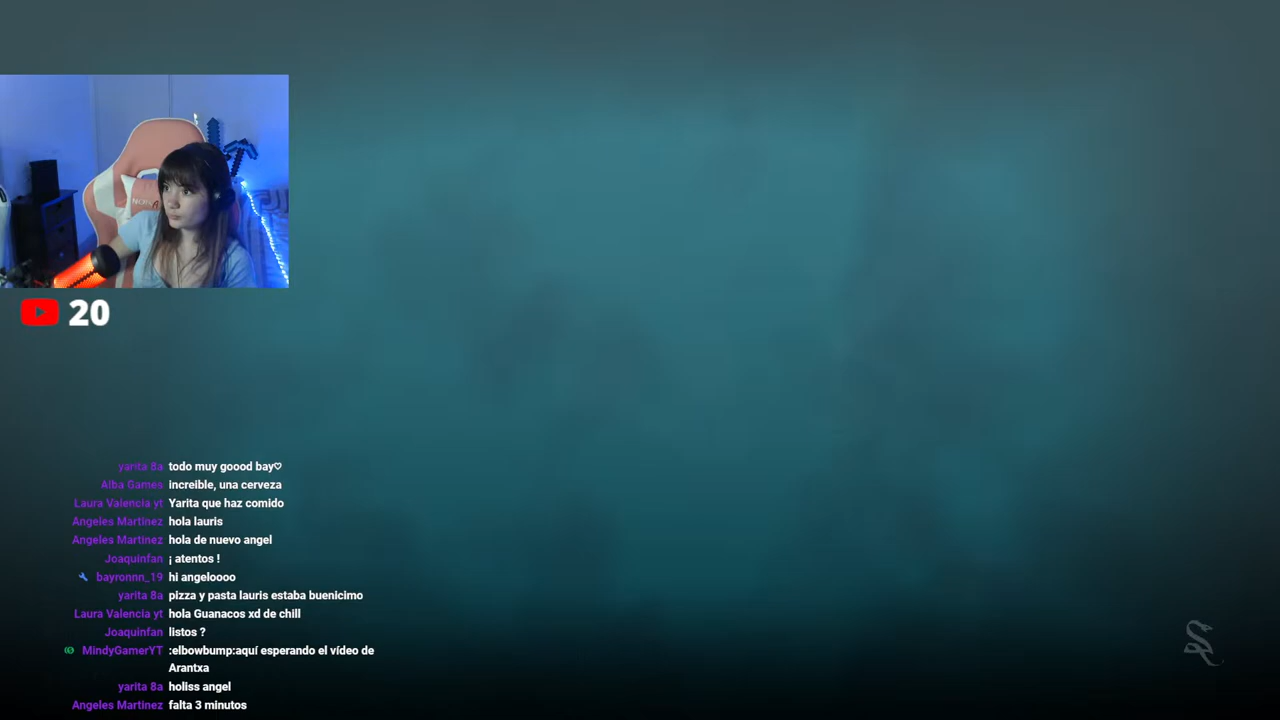 20
yarita 8a todo muy goood bay♡
Alba Games increible, una cerveza
Laura Valencia yt Yarita que haz comido
Angeles Martinez hola lauris
Angeles Martinez hola de nuevo angel
Joaquinfan ¡ atentos !
bayronnn_19 hi angeloooo
yarita 8a pizza y pasta lauris estaba buenicimo
Laura Valencia yt hola Guanacos xd de chill
Joaquinfan listos ?
MindyGamerYT :elbowbump:aquí esperando el vídeo de
Arantxa
yarita 8a holiss angel
Angeles Martinez falta 3 minutos